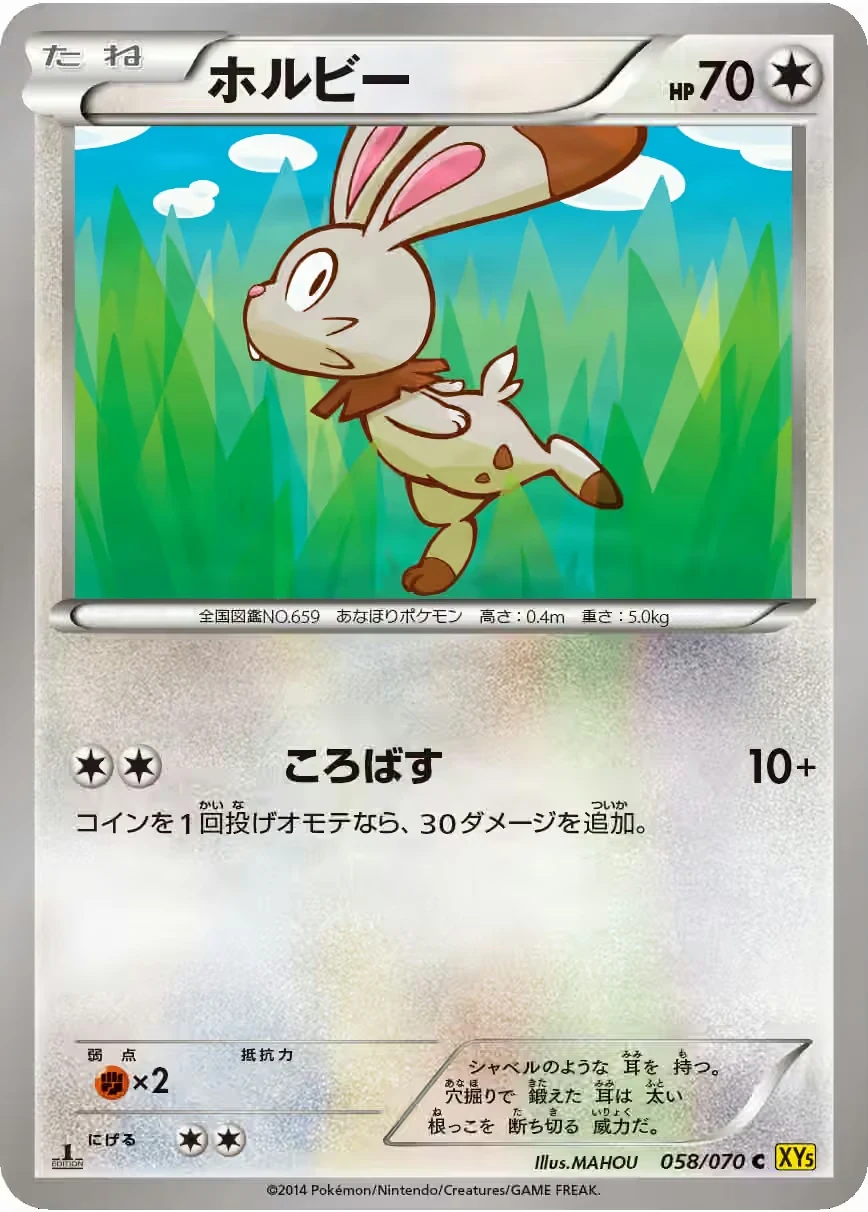 たね ホルビー HP70
全国図鑑NO.659 あなほりポケモン 高さ:0.4m 重さ:5.0kg
ころばす 10+
コインを1回投げオモテなら、30ダメージを追加。
弱点 抵抗力
×2
にげる
シャベルのような 耳を 持つ。
穴掘りで 鍛えた 耳は 太い
根っこを 断ち切る 威力だ。
1 EDITION
Illus.MAHOU 058/070 C XY5
©2014 Pokémon/Nintendo/Creatures/GAME FREAK.